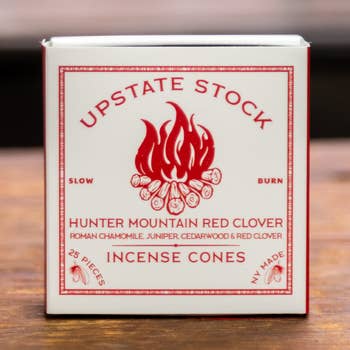 UPSTATE STOCK
SLOW BURN
HUNTER MOUNTAIN RED CLOVER
ROMAN CHAMOMILE, JUNIPER, CEDARWOOD & RED CLOVER
INCENSE CONES
25 PIECES
NY MADE